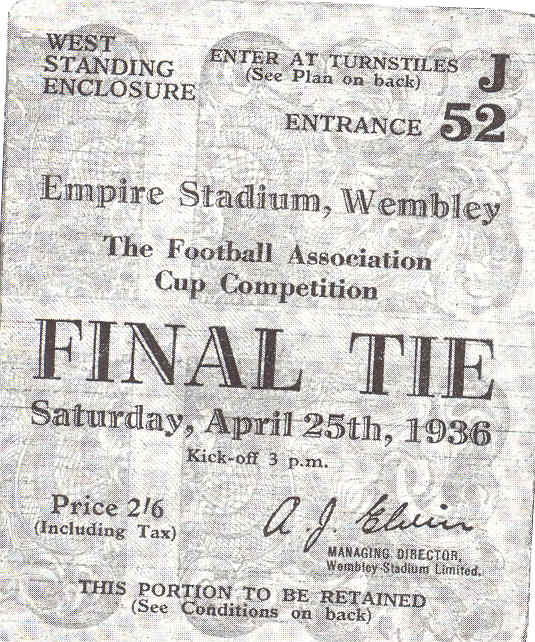 WEST
STANDING
ENCLOSURE
ENTER AT TURNSTILES J
(See Plan on back)
ENTRANCE 52
Empire Stadium, Wembley
The Football Association
Cup Competition
FINAL TIE
Saturday, April 25th, 1936
Kick-off 3 p.m.
Price 2/6
(Including Tax)
A. J. Elvin
MANAGING DIRECTOR,
Wembley Stadium Limited.
THIS PORTION TO BE RETAINED
(See Conditions on back)